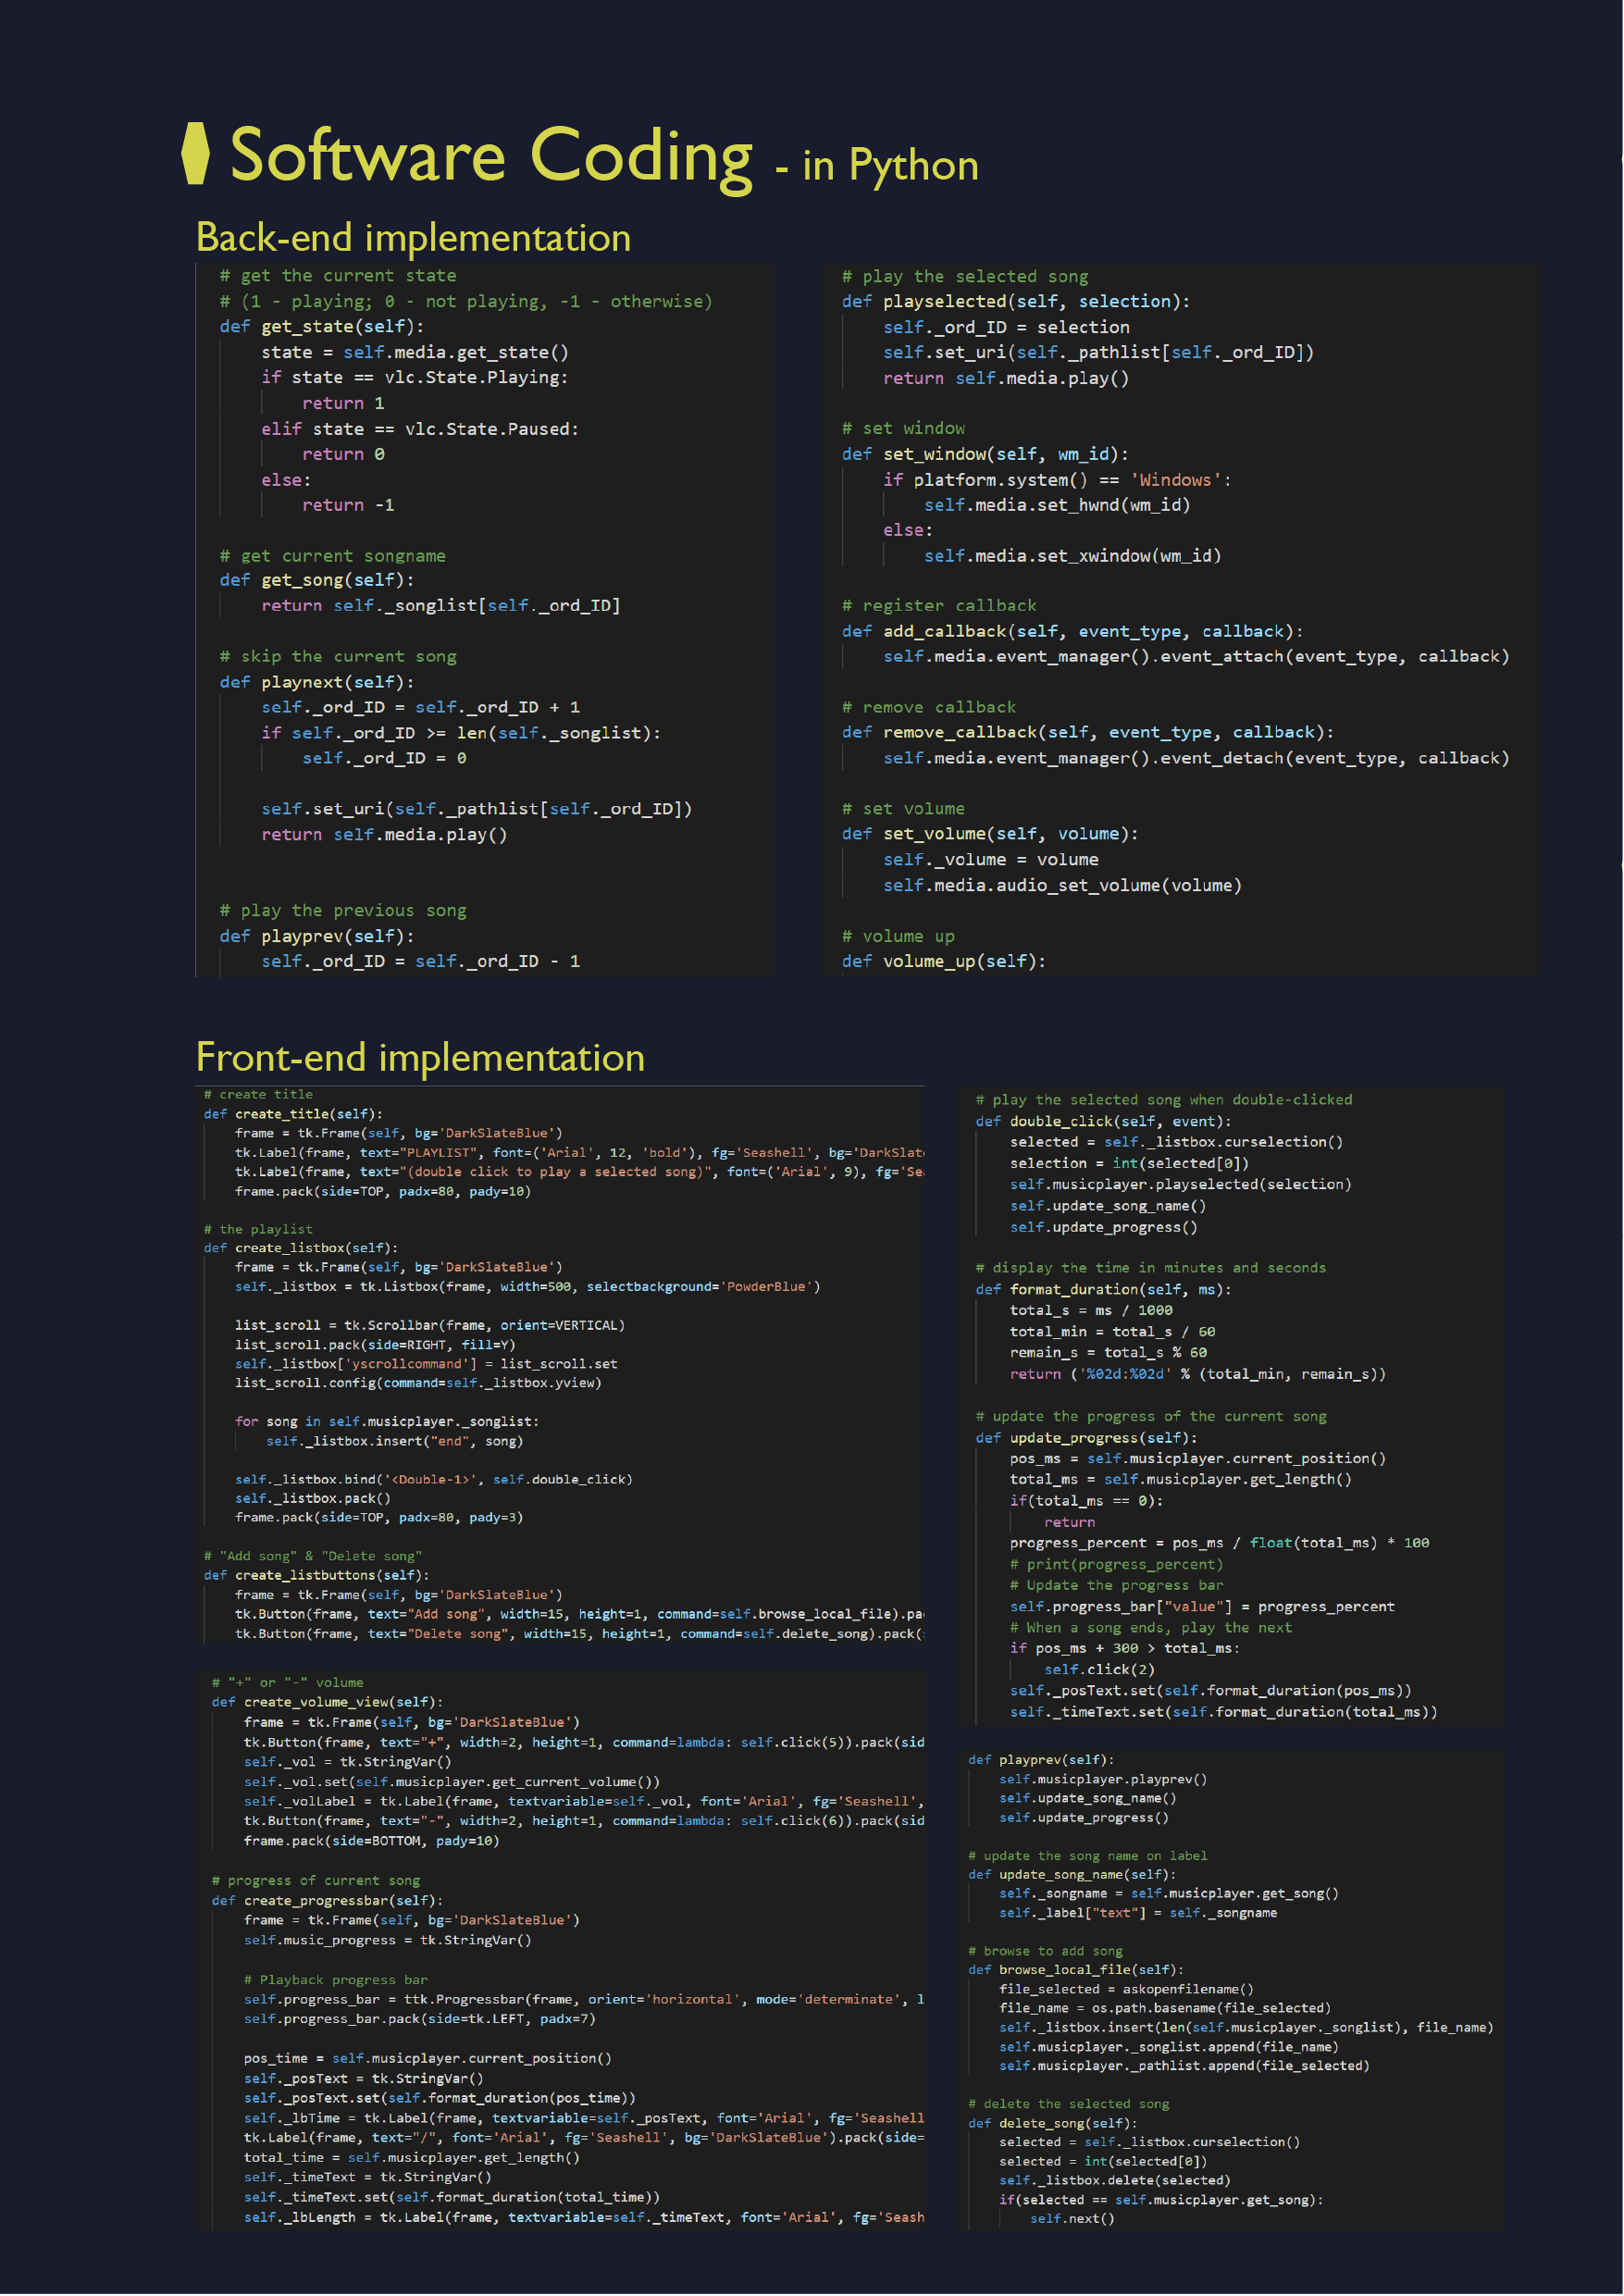 Software Coding - in Python
Back-end implementation
# get the current state
# (1 - playing; 0 - not playing, -1 - otherwise)
def get_state(self):
    state = self.media.get_state()
    if state == vlc.State.Playing:
        return 1
    elif state == vlc.State.Paused:
        return 0
    else:
        return -1
# get current songname
def get_song(self):
    return self._songlist[self._ord_ID]
# skip the current song
def playnext(self):
    self._ord_ID = self._ord_ID + 1
    if self._ord_ID >= len(self._songlist):
        self._ord_ID = 0
    self.set_uri(self._pathlist[self._ord_ID])
    return self.media.play()
# play the previous song
def playprev(self):
    self._ord_ID = self._ord_ID - 1
# play the selected song
def playselected(self, selection):
    self._ord_ID = selection
    self.set_uri(self._pathlist[self._ord_ID])
    return self.media.play()
# set window
def set_window(self, wm_id):
    if platform.system() == 'Windows':
        self.media.set_hwnd(wm_id)
    else:
        self.media.set_xwindow(wm_id)
# register callback
def add_callback(self, event_type, callback):
    self.media.event_manager().event_attach(event_type, callback)
# remove callback
def remove_callback(self, event_type, callback):
    self.media.event_manager().event_detach(event_type, callback)
# set volume
def set_volume(self, volume):
    self._volume = volume
    self.media.audio_set_volume(volume)
# volume up
def volume_up(self):
Front-end implementation
# create title
def create_title(self):
    frame = tk.Frame(self, bg='DarkSlateBlue')
    tk.Label(frame, text="PLAYLIST", font=('Arial', 12, 'bold'), fg='Seashell', bg='DarkSlate
    tk.Label(frame, text="(double click to play a selected song)", font=('Arial', 9), fg='Sea
    frame.pack(side=TOP, padx=80, pady=10)
# the playlist
def create_listbox(self):
    frame = tk.Frame(self, bg='DarkSlateBlue')
    self._listbox = tk.Listbox(frame, width=500, selectbackground='PowderBlue')
    list_scroll = tk.Scrollbar(frame, orient=VERTICAL)
    list_scroll.pack(side=RIGHT, fill=Y)
    self._listbox['yscrollcommand'] = list_scroll.set
    list_scroll.config(command=self._listbox.yview)
    for song in self.musicplayer._songlist:
        self._listbox.insert("end", song)
    self._listbox.bind('<Double-1>', self.double_click)
    self._listbox.pack()
    frame.pack(side=TOP, padx=80, pady=3)
# "Add song" & "Delete song"
def create_listbuttons(self):
    frame = tk.Frame(self, bg='DarkSlateBlue')
    tk.Button(frame, text="Add song", width=15, height=1, command=self.browse_local_file).pa
    tk.Button(frame, text="Delete song", width=15, height=1, command=self.delete_song).pack(
# "+" or "-" volume
def create_volume_view(self):
    frame = tk.Frame(self, bg='DarkSlateBlue')
    tk.Button(frame, text="+", width=2, height=1, command=lambda: self.click(5)).pack(sid
    self._vol = tk.StringVar()
    self._vol.set(self.musicplayer.get_current_volume())
    self._volLabel = tk.Label(frame, textvariable=self._vol, font='Arial', fg='Seashell',
    tk.Button(frame, text="-", width=2, height=1, command=lambda: self.click(6)).pack(sid
    frame.pack(side=BOTTOM, pady=10)
# progress of current song
def create_progressbar(self):
    frame = tk.Frame(self, bg='DarkSlateBlue')
    self.music_progress = tk.StringVar()
    # Playback progress bar
    self.progress_bar = ttk.Progressbar(frame, orient='horizontal', mode='determinate', l
    self.progress_bar.pack(side=tk.LEFT, padx=7)
    pos_time = self.musicplayer.current_position()
    self._posText = tk.StringVar()
    self._posText.set(self.format_duration(pos_time))
    self._lbTime = tk.Label(frame, textvariable=self._posText, font='Arial', fg='Seashell
    tk.Label(frame, text="/", font='Arial', fg='Seashell', bg='DarkSlateBlue').pack(side=
    total_time = self.musicplayer.get_length()
    self._timeText = tk.StringVar()
    self._timeText.set(self.format_duration(total_time))
    self._lbLength = tk.Label(frame, textvariable=self._timeText, font='Arial', fg='Seash
# play the selected song when double-clicked
def double_click(self, event):
    selected = self._listbox.curselection()
    selection = int(selected[0])
    self.musicplayer.playselected(selection)
    self.update_song_name()
    self.update_progress()
# display the time in minutes and seconds
def format_duration(self, ms):
    total_s = ms / 1000
    total_min = total_s / 60
    remain_s = total_s % 60
    return ('%02d:%02d' % (total_min, remain_s))
# update the progress of the current song
def update_progress(self):
    pos_ms = self.musicplayer.current_position()
    total_ms = self.musicplayer.get_length()
    if(total_ms == 0):
        return
    progress_percent = pos_ms / float(total_ms) * 100
    # print(progress_percent)
    # Update the progress bar
    self.progress_bar["value"] = progress_percent
    # When a song ends, play the next
    if pos_ms + 300 > total_ms:
        self.click(2)
    self._posText.set(self.format_duration(pos_ms))
    self._timeText.set(self.format_duration(total_ms))
def playprev(self):
    self.musicplayer.playprev()
    self.update_song_name()
    self.update_progress()
# update the song name on label
def update_song_name(self):
    self._songname = self.musicplayer.get_song()
    self._label["text"] = self._songname
# browse to add song
def browse_local_file(self):
    file_selected = askopenfilename()
    file_name = os.path.basename(file_selected)
    self._listbox.insert(len(self.musicplayer._songlist), file_name)
    self.musicplayer._songlist.append(file_name)
    self.musicplayer._pathlist.append(file_selected)
# delete the selected song
def delete_song(self):
    selected = self._listbox.curselection()
    selected = int(selected[0])
    self._listbox.delete(selected)
    if(selected == self.musicplayer.get_song):
        self.next()